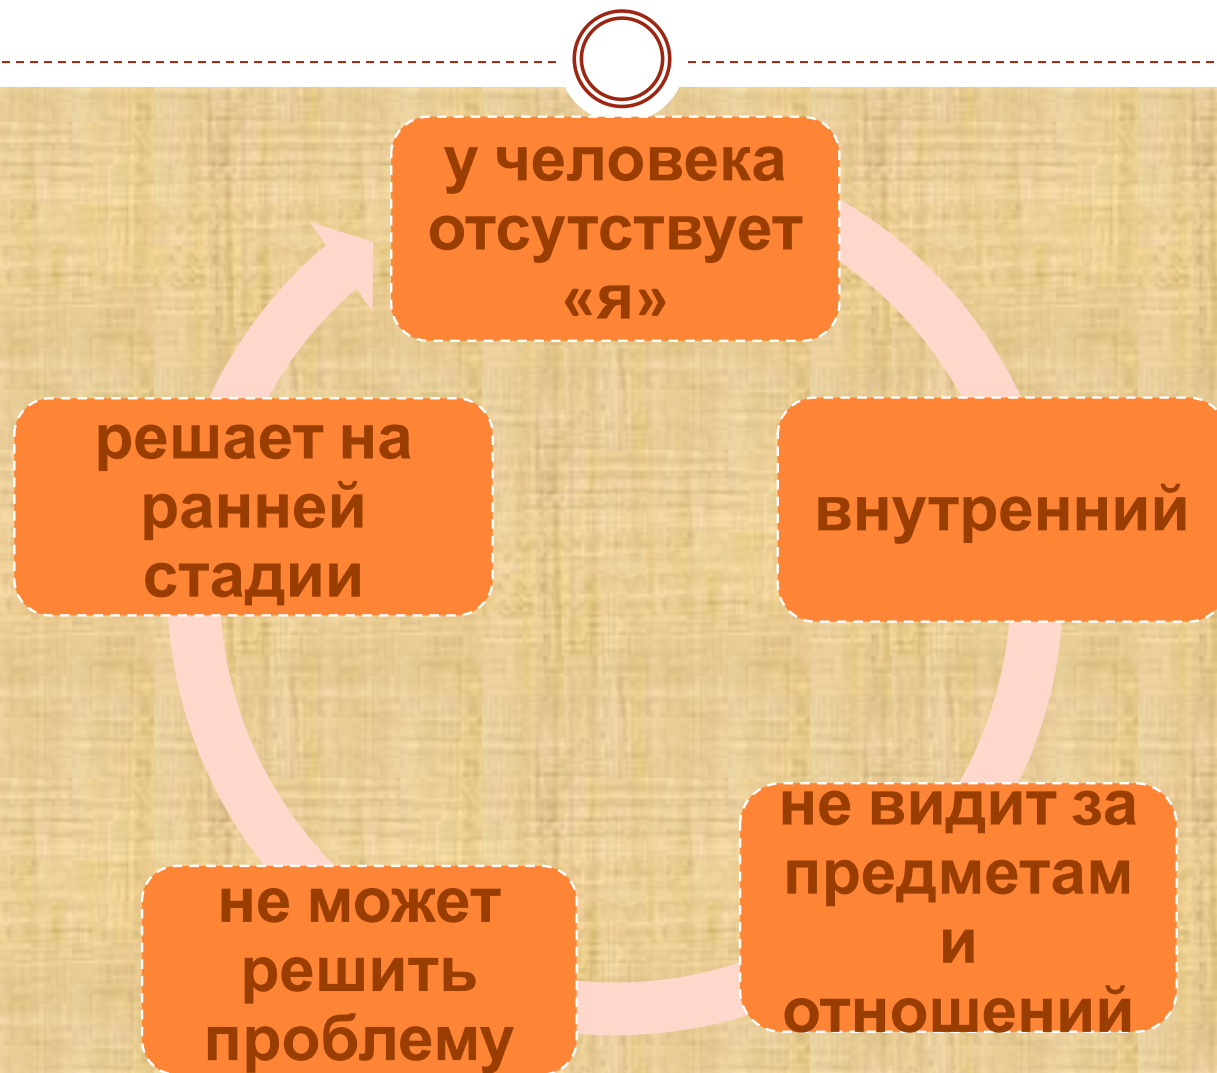 у человека
отсутствует
«я»
внутренний
не видит за
предметам
и
отношений
не может
решить
проблему
решает на
ранней
стадии